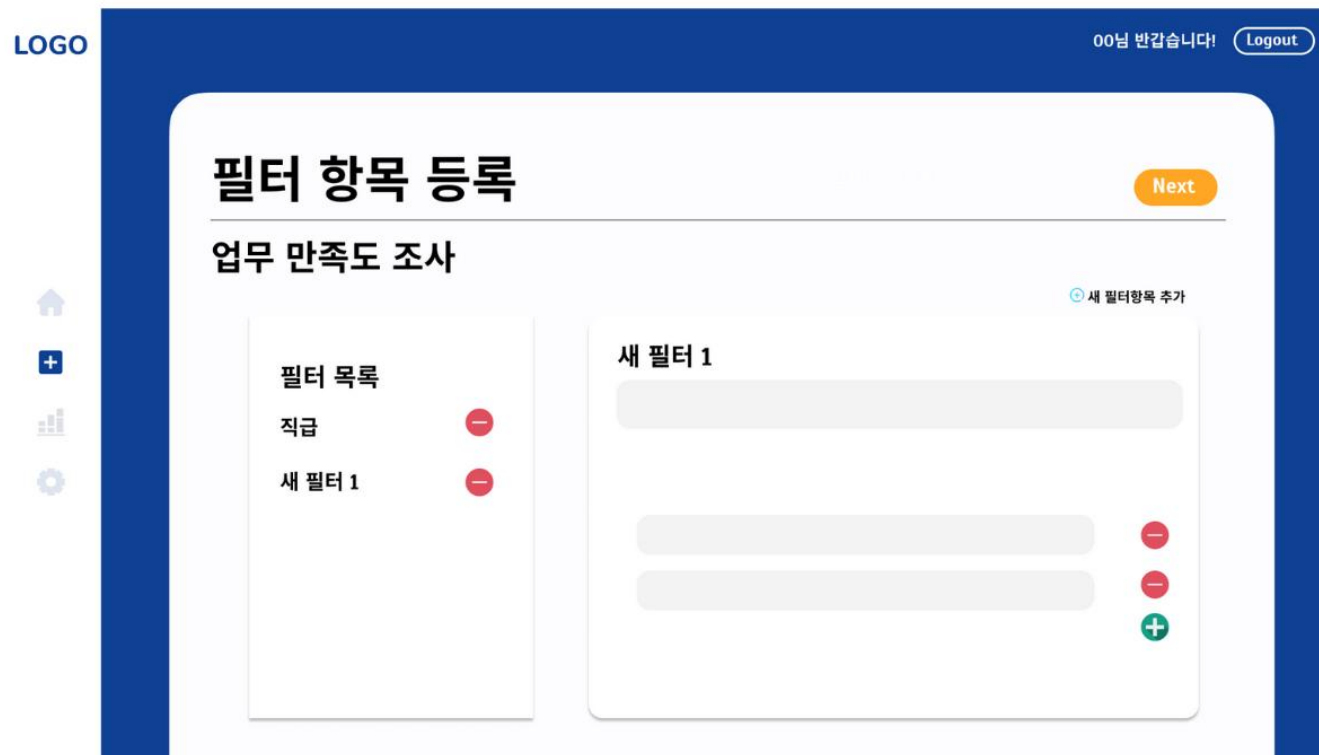 LOGO
00님 반갑습니다!
Logout
필터 항목 등록
Next
업무 만족도 조사
새 필터항목 추가
필터 목록
직급
새 필터 1
새 필터 1